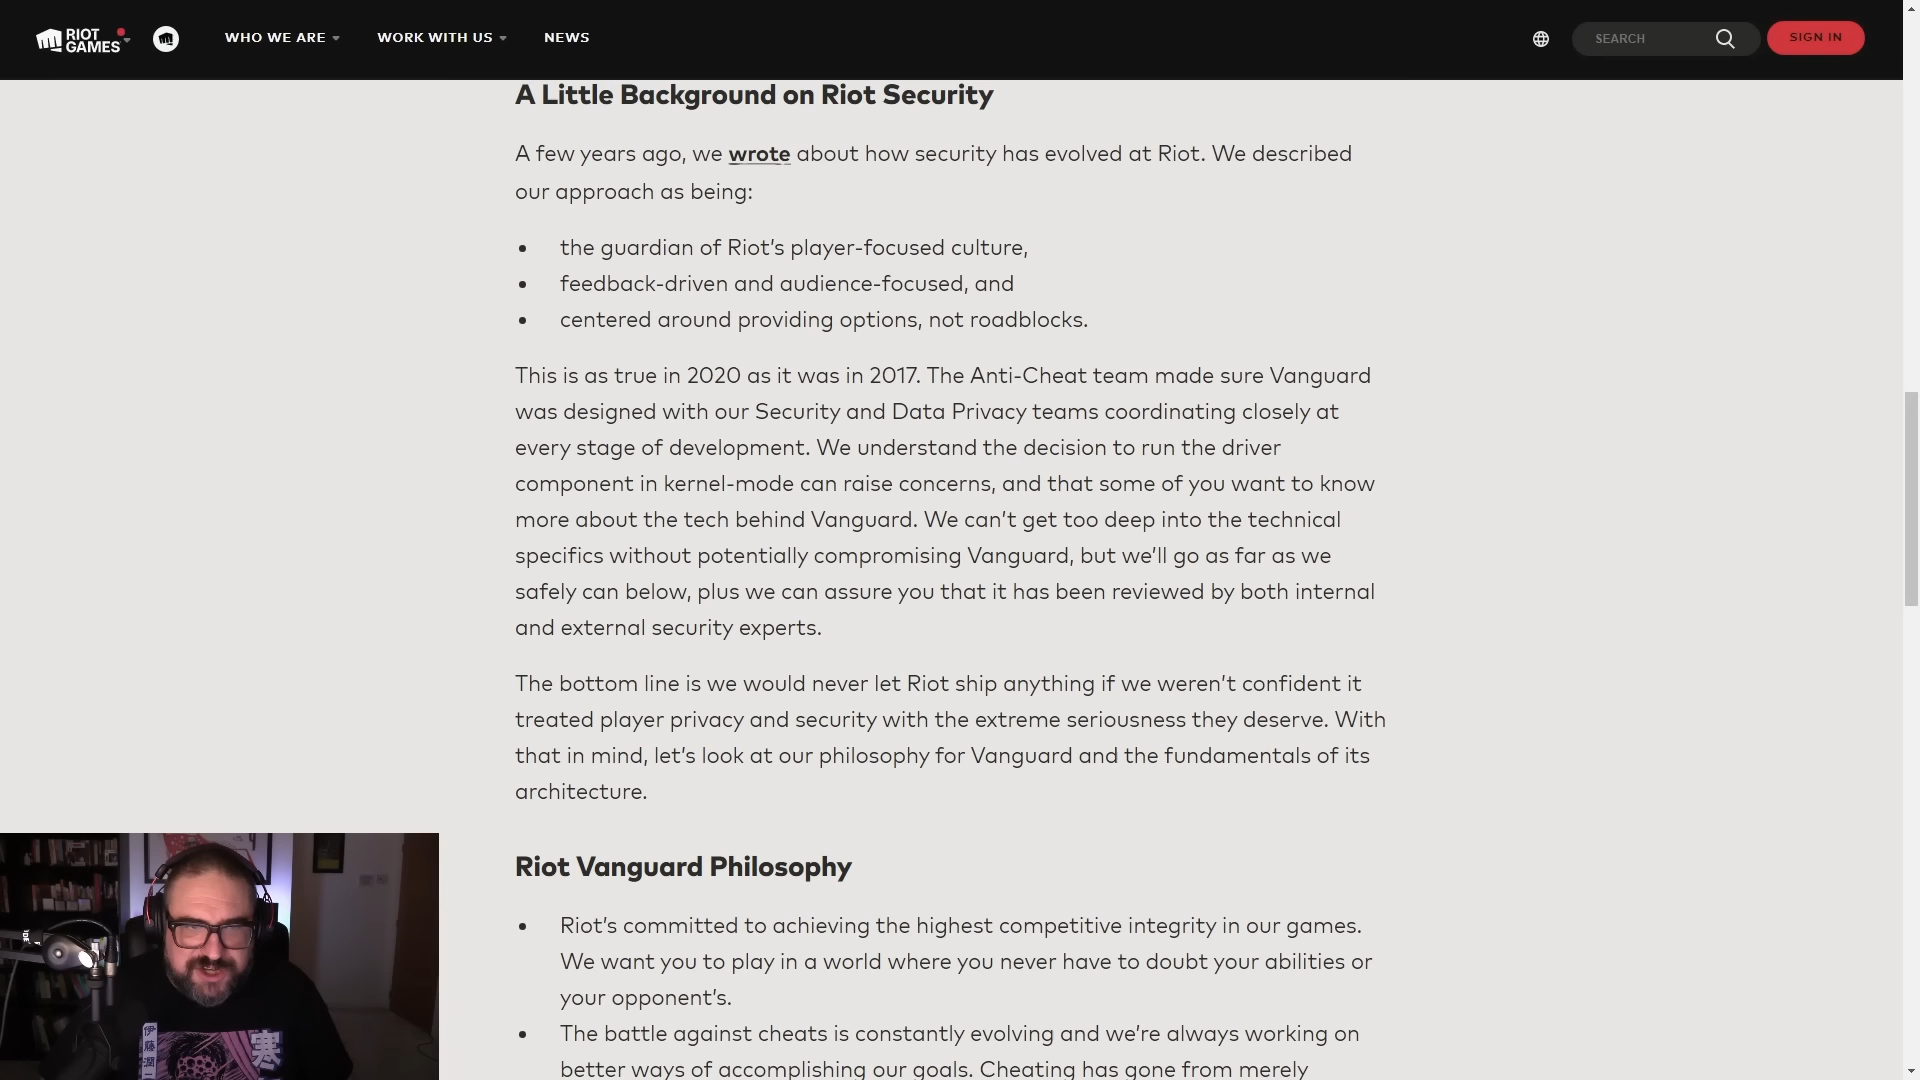 RIOT
GAMES
WHO WE ARE
WORK WITH US
NEWS
SEARCH
SIGN IN
A Little Background on Riot Security
A few years ago, we wrote about how security has evolved at Riot. We described
our approach as being:
• the guardian of Riot’s player-focused culture,
• feedback-driven and audience-focused, and
• centered around providing options, not roadblocks.
This is as true in 2020 as it was in 2017. The Anti-Cheat team made sure Vanguard
was designed with our Security and Data Privacy teams coordinating closely at
every stage of development. We understand the decision to run the driver
component in kernel-mode can raise concerns, and that some of you want to know
more about the tech behind Vanguard. We can’t get too deep into the technical
specifics without potentially compromising Vanguard, but we’ll go as far as we
safely can below, plus we can assure you that it has been reviewed by both internal
and external security experts.
The bottom line is we would never let Riot ship anything if we weren’t confident it
treated player privacy and security with the extreme seriousness they deserve. With
that in mind, let’s look at our philosophy for Vanguard and the fundamentals of its
architecture.
Riot Vanguard Philosophy
• Riot’s committed to achieving the highest competitive integrity in our games.
We want you to play in a world where you never have to doubt your abilities or
your opponent’s.
• The battle against cheats is constantly evolving and we’re always working on
better ways of accomplishing our goals. Cheating has gone from merely
伊藤潤二
寒